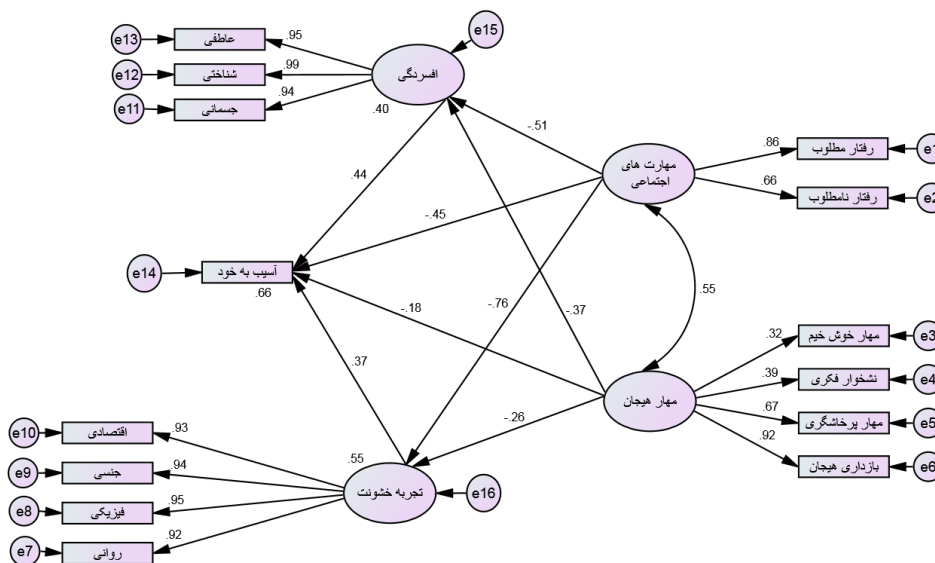 e13
عاطفی
.95
افسردگی
e15
e12
شناختی
.99
e11
جسمانی
.94
.40
-.51
مهارت های
اجتماعی
.86
رفتار مطلوب
e1
.66
رفتار نامطلوب
e2
.44
-.45
e14
آسیب به خود
.66
-.18
-.76
-.37
.55
.37
.32
مهار خوش خیم
e3
.39
نشخوار فکری
e4
مهار هیجان
.67
مهار پرخاشگری
e5
.92
بازداری هیجان
e6
-.26
e10
اقتصادی
.93
e9
جنسی
.94
.55
تجربه خشونت
e16
e8
فیزیکی
.95
e7
روانی
.92